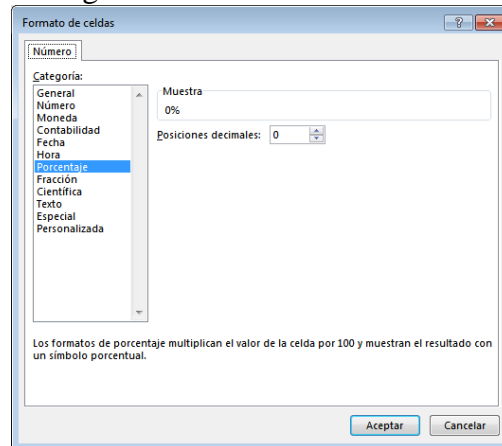 Formato de celdas
Número
Categoría:
General
Número
Moneda
Contabilidad
Fecha
Hora
Porcentaje
Fracción
Científica
Texto
Especial
Personalizada
Muestra
0%
Posiciones decimales: 0
Los formatos de porcentaje multiplican el valor de la celda por 100 y muestran el resultado con
un símbolo porcentual.
Aceptar Cancelar